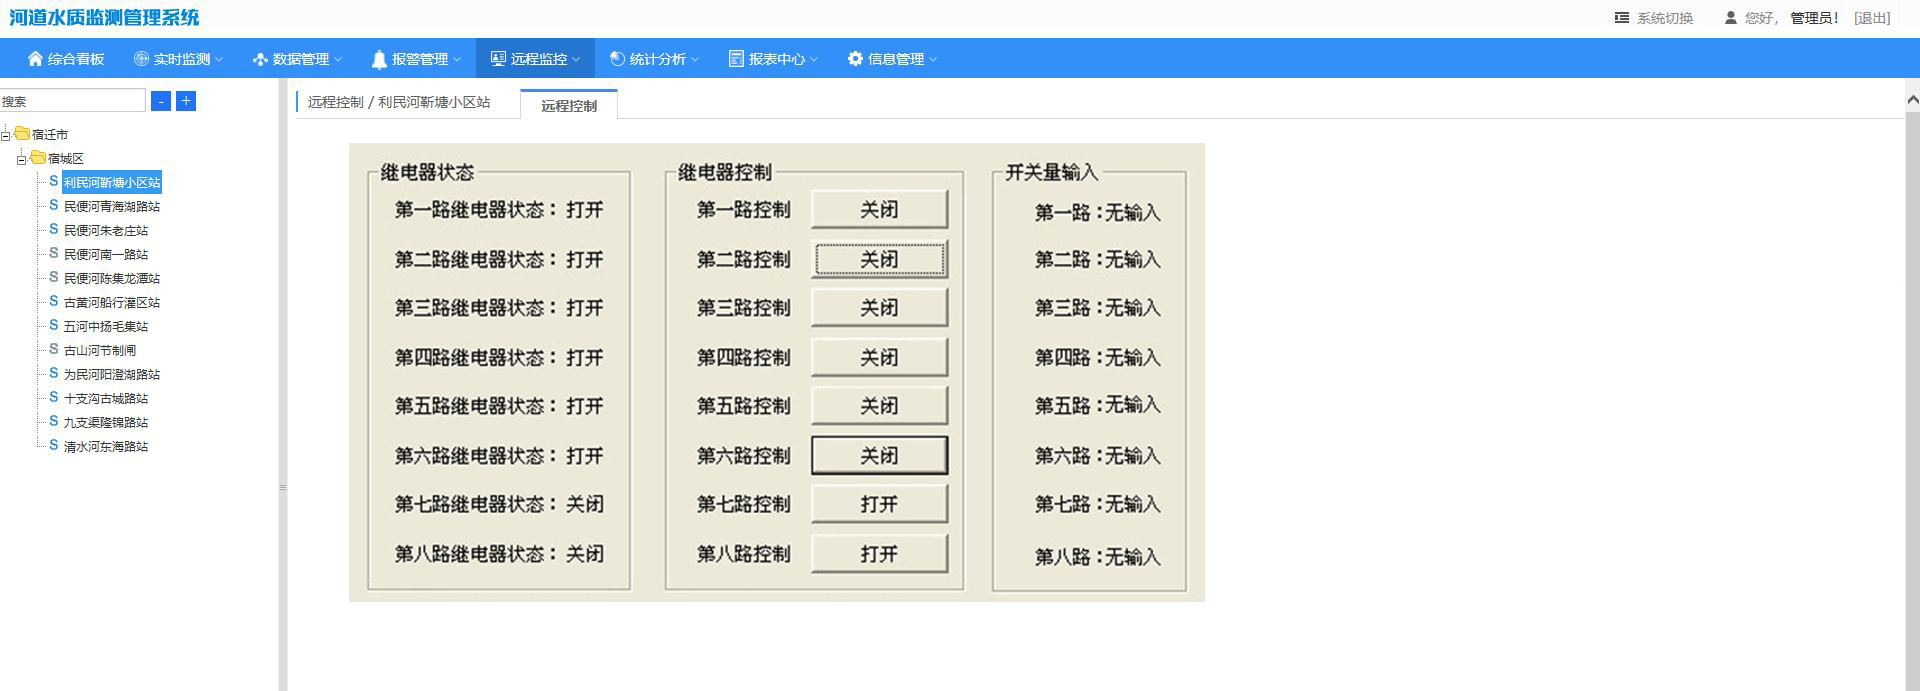 河道水质监测管理系统
系统切换 您好， 管理员！ [退出]
综合看板 实时监测 数据管理 报警管理 远程监控 统计分析 报表中心 信息管理
搜索 - +
宿迁市
宿城区
S 利民河靳塘小区站
S 民便河青海湖路站
S 民便河朱老庄站
S 民便河南一路站
S 民便河陈集龙潭站
S 古黄河船行灌区站
S 五河中扬毛集站
S 古山河节制闸
S 为民河阳澄湖路站
S 十支沟古城路站
S 九支渠隆锦路站
S 清水河东海路站
远程控制 / 利民河靳塘小区站 远程控制
继电器状态
第一路继电器状态：打开
第二路继电器状态：打开
第三路继电器状态：打开
第四路继电器状态：打开
第五路继电器状态：打开
第六路继电器状态：打开
第七路继电器状态：关闭
第八路继电器状态：关闭
继电器控制
第一路控制 关闭
第二路控制 关闭
第三路控制 关闭
第四路控制 关闭
第五路控制 关闭
第六路控制 关闭
第七路控制 打开
第八路控制 打开
开关量输入
第一路：无输入
第二路：无输入
第三路：无输入
第四路：无输入
第五路：无输入
第六路：无输入
第七路：无输入
第八路：无输入